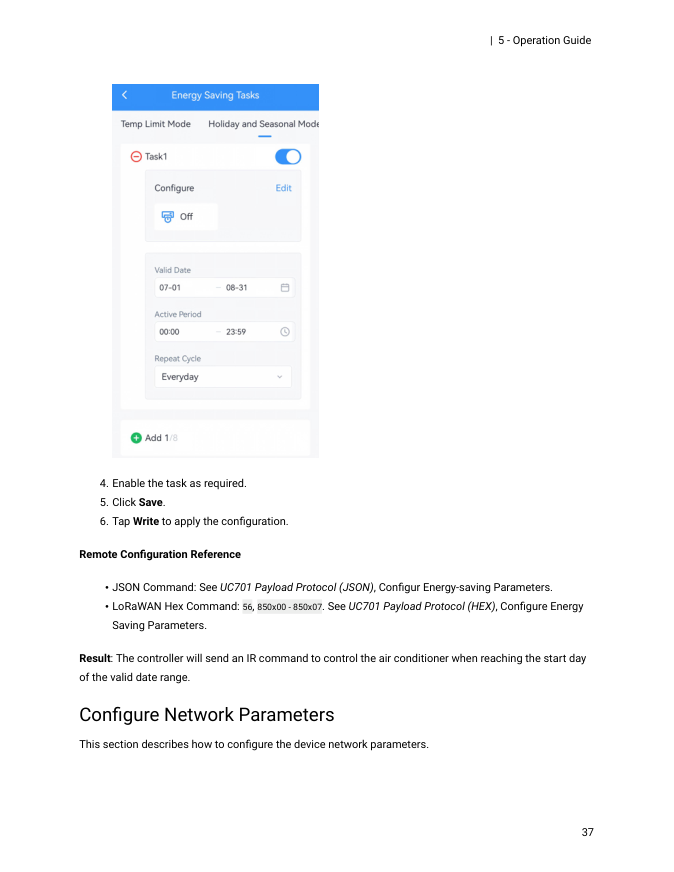 | 5 - Operation Guide
Energy Saving Tasks
Temp Limit Mode Holiday and Seasonal Mode
Task1
Configure Edit
Off
Valid Date
07-01 – 08-31
Active Period
00:00 – 23:59
Repeat Cycle
Everyday
Add 1/8
4. Enable the task as required.
5. Click Save.
6. Tap Write to apply the configuration.
Remote Configuration Reference
• JSON Command: See UC701 Payload Protocol (JSON), Configur Energy-saving Parameters.
• LoRaWAN Hex Command: 56, 850x00 - 850x07. See UC701 Payload Protocol (HEX), Configure Energy
Saving Parameters.
Result: The controller will send an IR command to control the air conditioner when reaching the start day
of the valid date range.
Configure Network Parameters
This section describes how to configure the device network parameters.
37